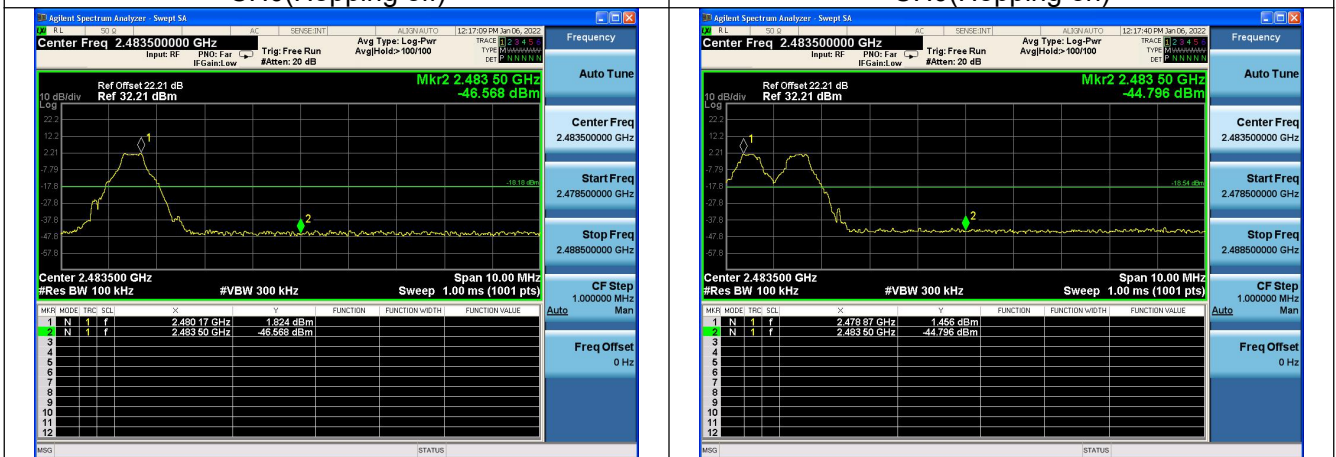 Agilent Spectrum Analyzer - Swept SA
RL 50 Ω AC SENSE:INT ALIGNAUTO 12:17:09 PM Jan 06, 2022
Center Freq 2.483500000 GHz
Input: RF PNO: Far
IFGain:Low
Trig: Free Run
#Atten: 20 dB
Avg Type: Log-Pwr
Avg|Hold:>100/100
TRACE 1 2 3 4 5 6
TYPE
DET P N N N N N
Ref Offset 22.21 dB
10 dB/div Ref 32.21 dBm
Log
Mkr2 2.483 50 GHz
-46.568 dBm
22.2
12.2
2.21
-7.79
-17.8
-27.8
-37.8
-47.8
-57.8
1
2
-18.18 dBm
Center 2.483500 GHz
Span 10.00 MHz
#Res BW 100 kHz #VBW 300 kHz Sweep 1.00 ms (1001 pts)
MKR MODE TRC SCL X Y FUNCTION FUNCTION WIDTH FUNCTION VALUE
1 N 1 f 2.480 17 GHz 1.824 dBm
2 N 1 f 2.483 50 GHz -46.568 dBm
3
4
5
6
7
8
9
10
11
12
MSG STATUS
Frequency
Auto Tune
Center Freq
2.483500000 GHz
Start Freq
2.478500000 GHz
Stop Freq
2.488500000 GHz
CF Step
1.000000 MHz
Auto Man
Freq Offset
0 Hz
Agilent Spectrum Analyzer - Swept SA
RL 50 Ω AC SENSE:INT ALIGNAUTO 12:17:40 PM Jan 06, 2022
Center Freq 2.483500000 GHz
Input: RF PNO: Far
IFGain:Low
Trig: Free Run
#Atten: 20 dB
Avg Type: Log-Pwr
Avg|Hold:>100/100
TRACE 1 2 3 4 5 6
TYPE
DET P N N N N N
Ref Offset 22.21 dB
10 dB/div Ref 32.21 dBm
Log
Mkr2 2.483 50 GHz
-44.796 dBm
22.2
12.2
2.21
-7.79
-17.8
-27.8
-37.8
-47.8
-57.8
1
2
-18.54 dBm
Center 2.483500 GHz
Span 10.00 MHz
#Res BW 100 kHz #VBW 300 kHz Sweep 1.00 ms (1001 pts)
MKR MODE TRC SCL X Y FUNCTION FUNCTION WIDTH FUNCTION VALUE
1 N 1 f 2.478 87 GHz 1.456 dBm
2 N 1 f 2.483 50 GHz -44.796 dBm
3
4
5
6
7
8
9
10
11
12
MSG STATUS
Frequency
Auto Tune
Center Freq
2.483500000 GHz
Start Freq
2.478500000 GHz
Stop Freq
2.488500000 GHz
CF Step
1.000000 MHz
Auto Man
Freq Offset
0 Hz